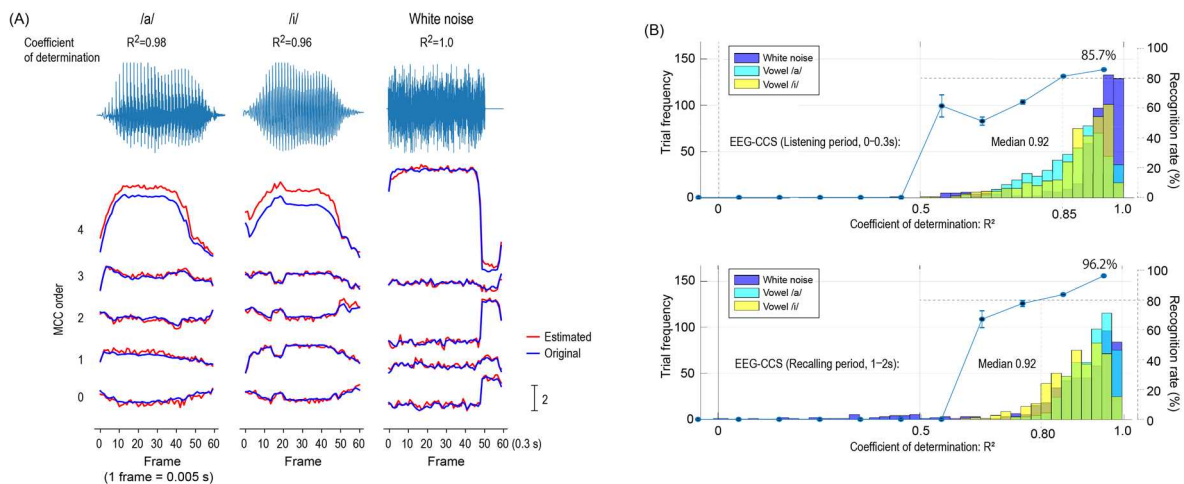 (A)
/a/ /i/ White noise
Coefficient of determination R²=0.98 R²=0.96 R²=1.0
MCC order
4
3
2
1
0
Estimated
Original
2
0 10 20 30 40 50 60 0 10 20 30 40 50 60 0 10 20 30 40 50 60 (0.3 s)
Frame Frame Frame
(1 frame = 0.005 s)
(B)
White noise
Vowel /a/
Vowel /i/
85.7%
Trial frequency
150
100
50
0
EEG-CCS (Listening period, 0–0.3s): Median 0.92
100
80
60
40
20
0
Recognition rate (%)
0 0.5 0.85 1.0
Coefficient of determination: R²
White noise
Vowel /a/
Vowel /i/
96.2%
Trial frequency
150
100
50
0
EEG-CCS (Recalling period, 1–2s): Median 0.92
100
80
60
40
20
0
Recognition rate (%)
0 0.5 0.80 1.0
Coefficient of determination: R²